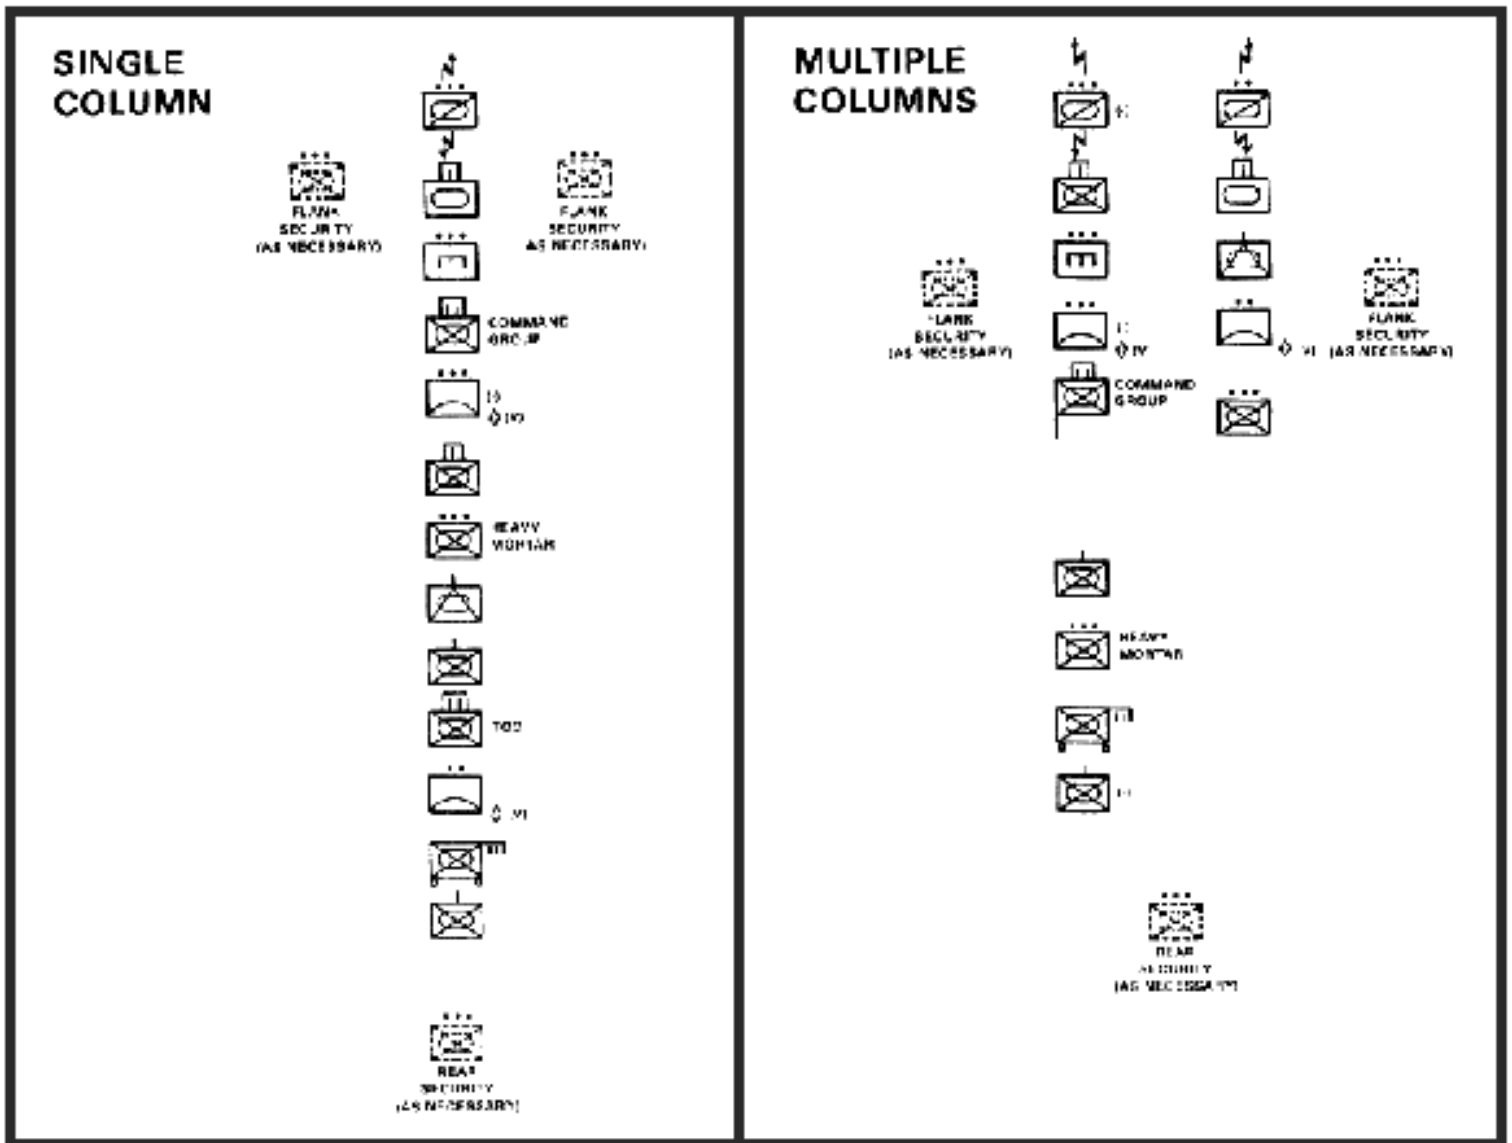 SINGLE
COLUMN
FLANK
SECURITY
(AS NECESSARY)
FLANK
SECURITY
AS NECESSARY)
COMMAND
GROUP
HEAVY
MORTAR
REAR
SECURITY
(AS NECESSARY)
MULTIPLE
COLUMNS
FLANK
SECURITY
(AS NECESSARY)
FLANK
SECURITY
(AS NECESSARY)
COMMAND
GROUP
HEAVY
MORTAR
REAR
SECURITY
(AS NECESSARY)